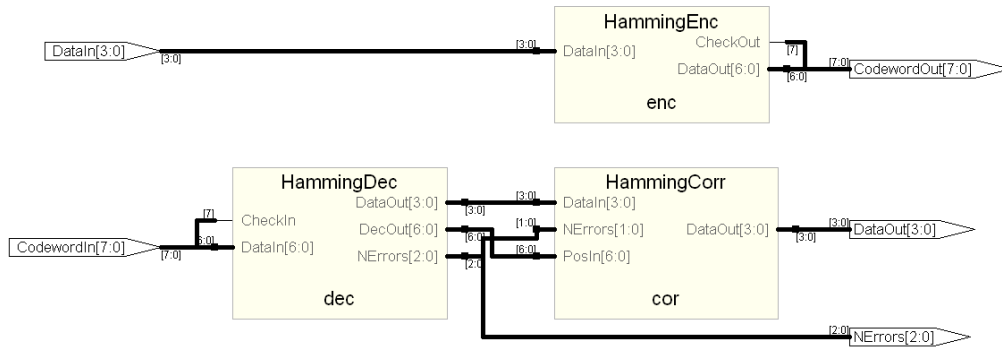 HammingEnc
DataIn[3:0]
[3:0]
[3:0]
DataIn[3:0]
CheckOut
[7]
DataOut[6:0]
[6:0]
[7:0]
CodewordOut[7:0]
enc
HammingDec
HammingCorr
[7]
CheckIn
DataOut[3:0]
[3:0]
[3:0]
DataIn[3:0]
CodewordIn[7:0]
[7:0]
6:0]
DataIn[6:0]
DecOut[6:0]
[6:0]
[1:0]
NErrors[1:0]
DataOut[3:0]
[3:0]
[3:0]
DataOut[3:0]
NErrors[2:0]
[2:0]
[6:0]
PosIn[6:0]
dec
cor
[2:0]
NErrors[2:0]